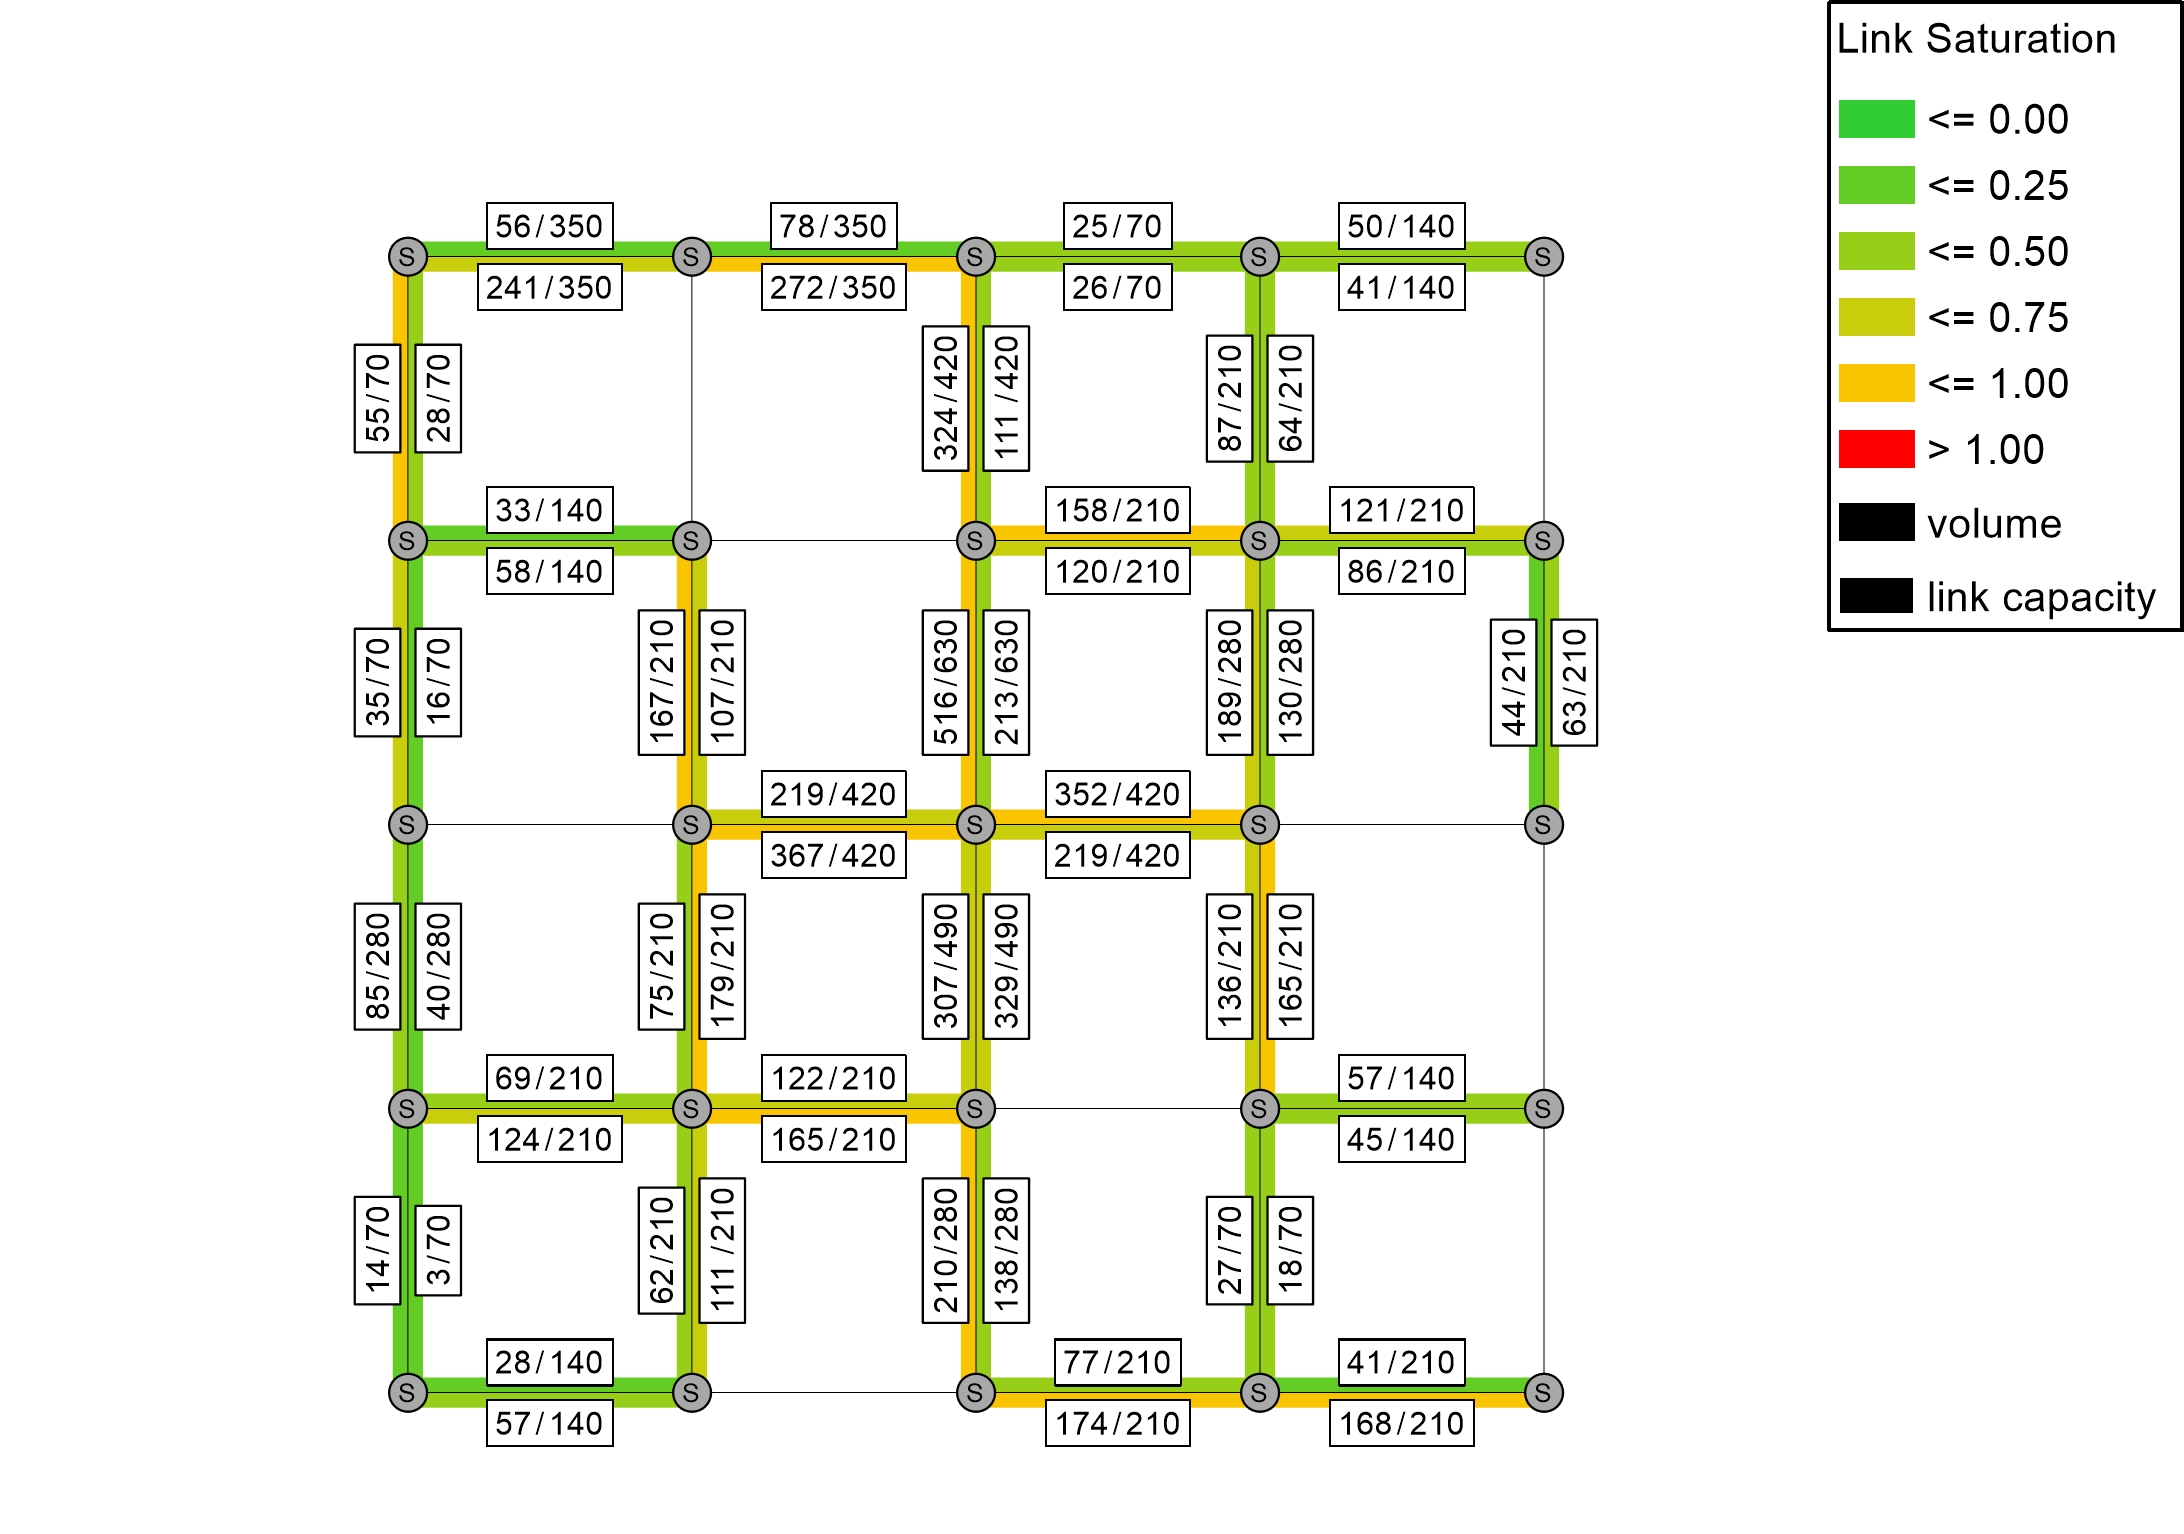 Link Saturation
<= 0.00
<= 0.25
<= 0.50
<= 0.75
<= 1.00
> 1.00
volume
link capacity
56/350
78/350
25/70
50/140
S
S
S
S
S
241/350
272/350
26/70
41/140
55/70
28/70
324/420
111/420
87/210
64/210
33/140
158/210
121/210
S
S
S
S
S
58/140
120/210
86/210
35/70
16/70
167/210
107/210
516/630
213/630
189/280
130/280
44/210
63/210
219/420
352/420
S
S
S
S
S
367/420
219/420
85/280
40/280
75/210
179/210
307/490
329/490
136/210
165/210
69/210
122/210
57/140
S
S
S
S
S
124/210
165/210
45/140
14/70
3/70
62/210
111/210
210/280
138/280
27/70
18/70
28/140
77/210
41/210
S
S
S
S
S
57/140
174/210
168/210